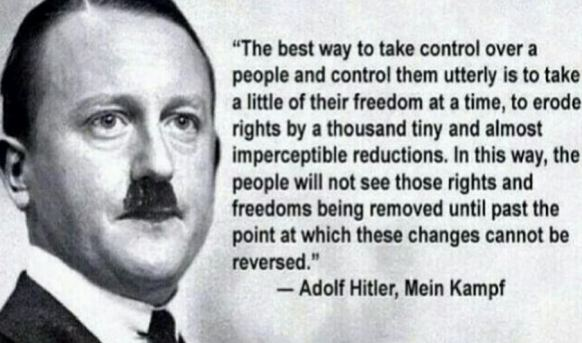 “The best way to take control over a
people and control them utterly is to take
a little of their freedom at a time, to erode
rights by a thousand tiny and almost
imperceptible reductions. In this way, the
people will not see those rights and
freedoms being removed until past the
point at which these changes cannot be
reversed.”
— Adolf Hitler, Mein Kampf